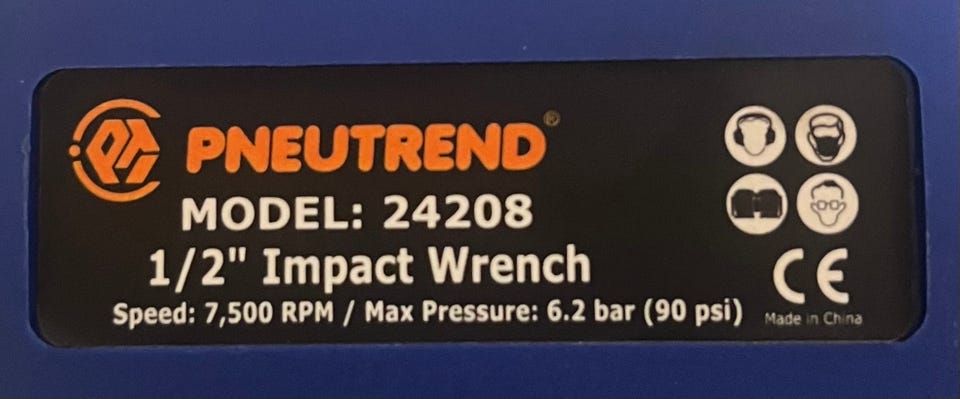 PNEUTREND®
MODEL: 24208
1/2" Impact Wrench
Speed: 7,500 RPM / Max Pressure: 6.2 bar (90 psi)
CE
Made in China